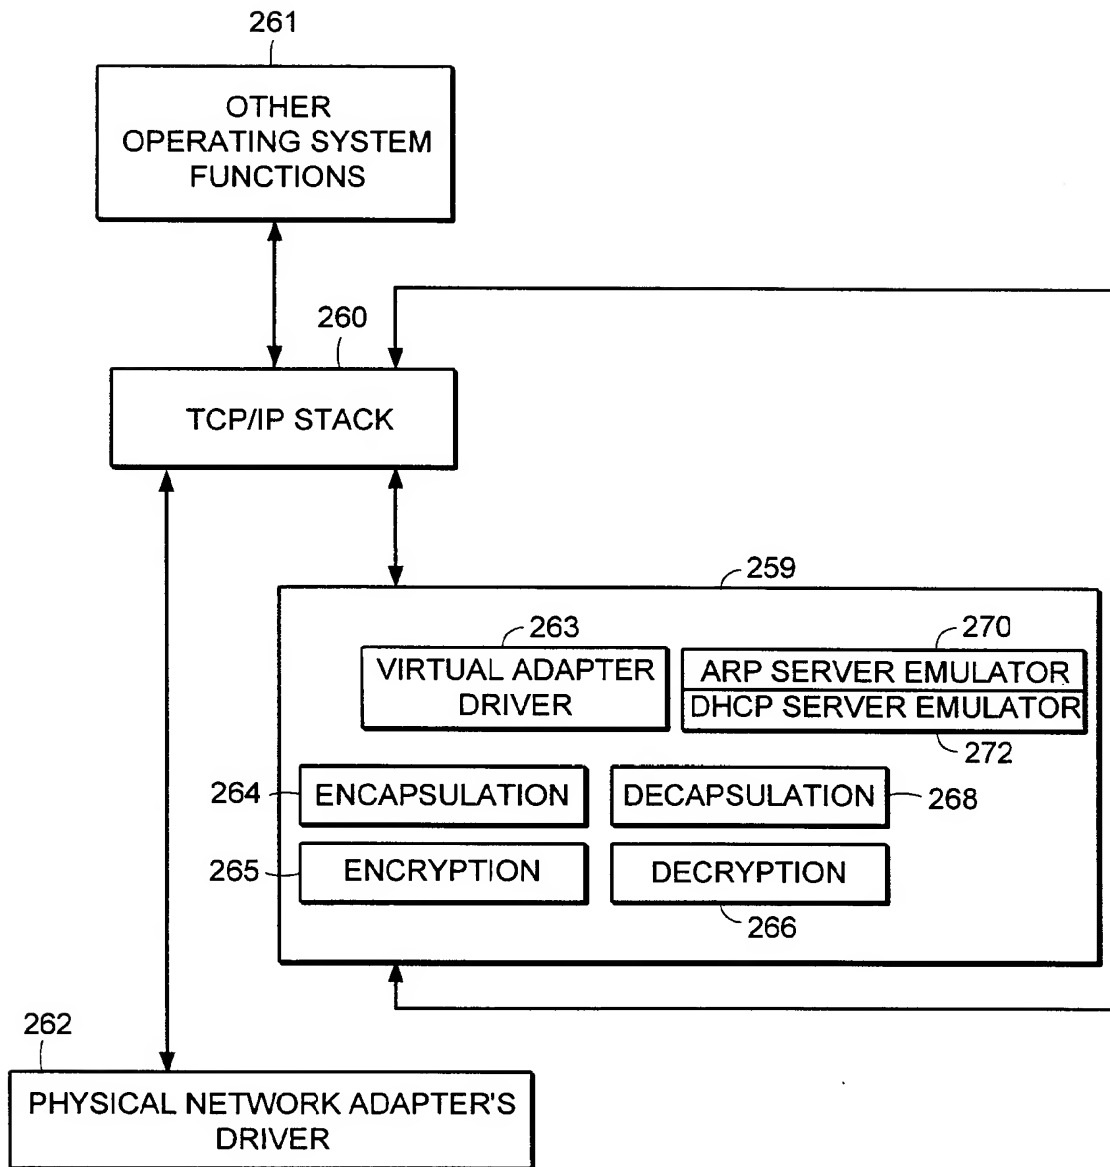 261
OTHER
OPERATING SYSTEM
FUNCTIONS
260
TCP/IP STACK
259
263
VIRTUAL ADAPTER
DRIVER
270
ARP SERVER EMULATOR
DHCP SERVER EMULATOR
272
264
ENCAPSULATION
DECAPSULATION
268
265
ENCRYPTION
DECRYPTION
266
262
PHYSICAL NETWORK ADAPTER'S
DRIVER